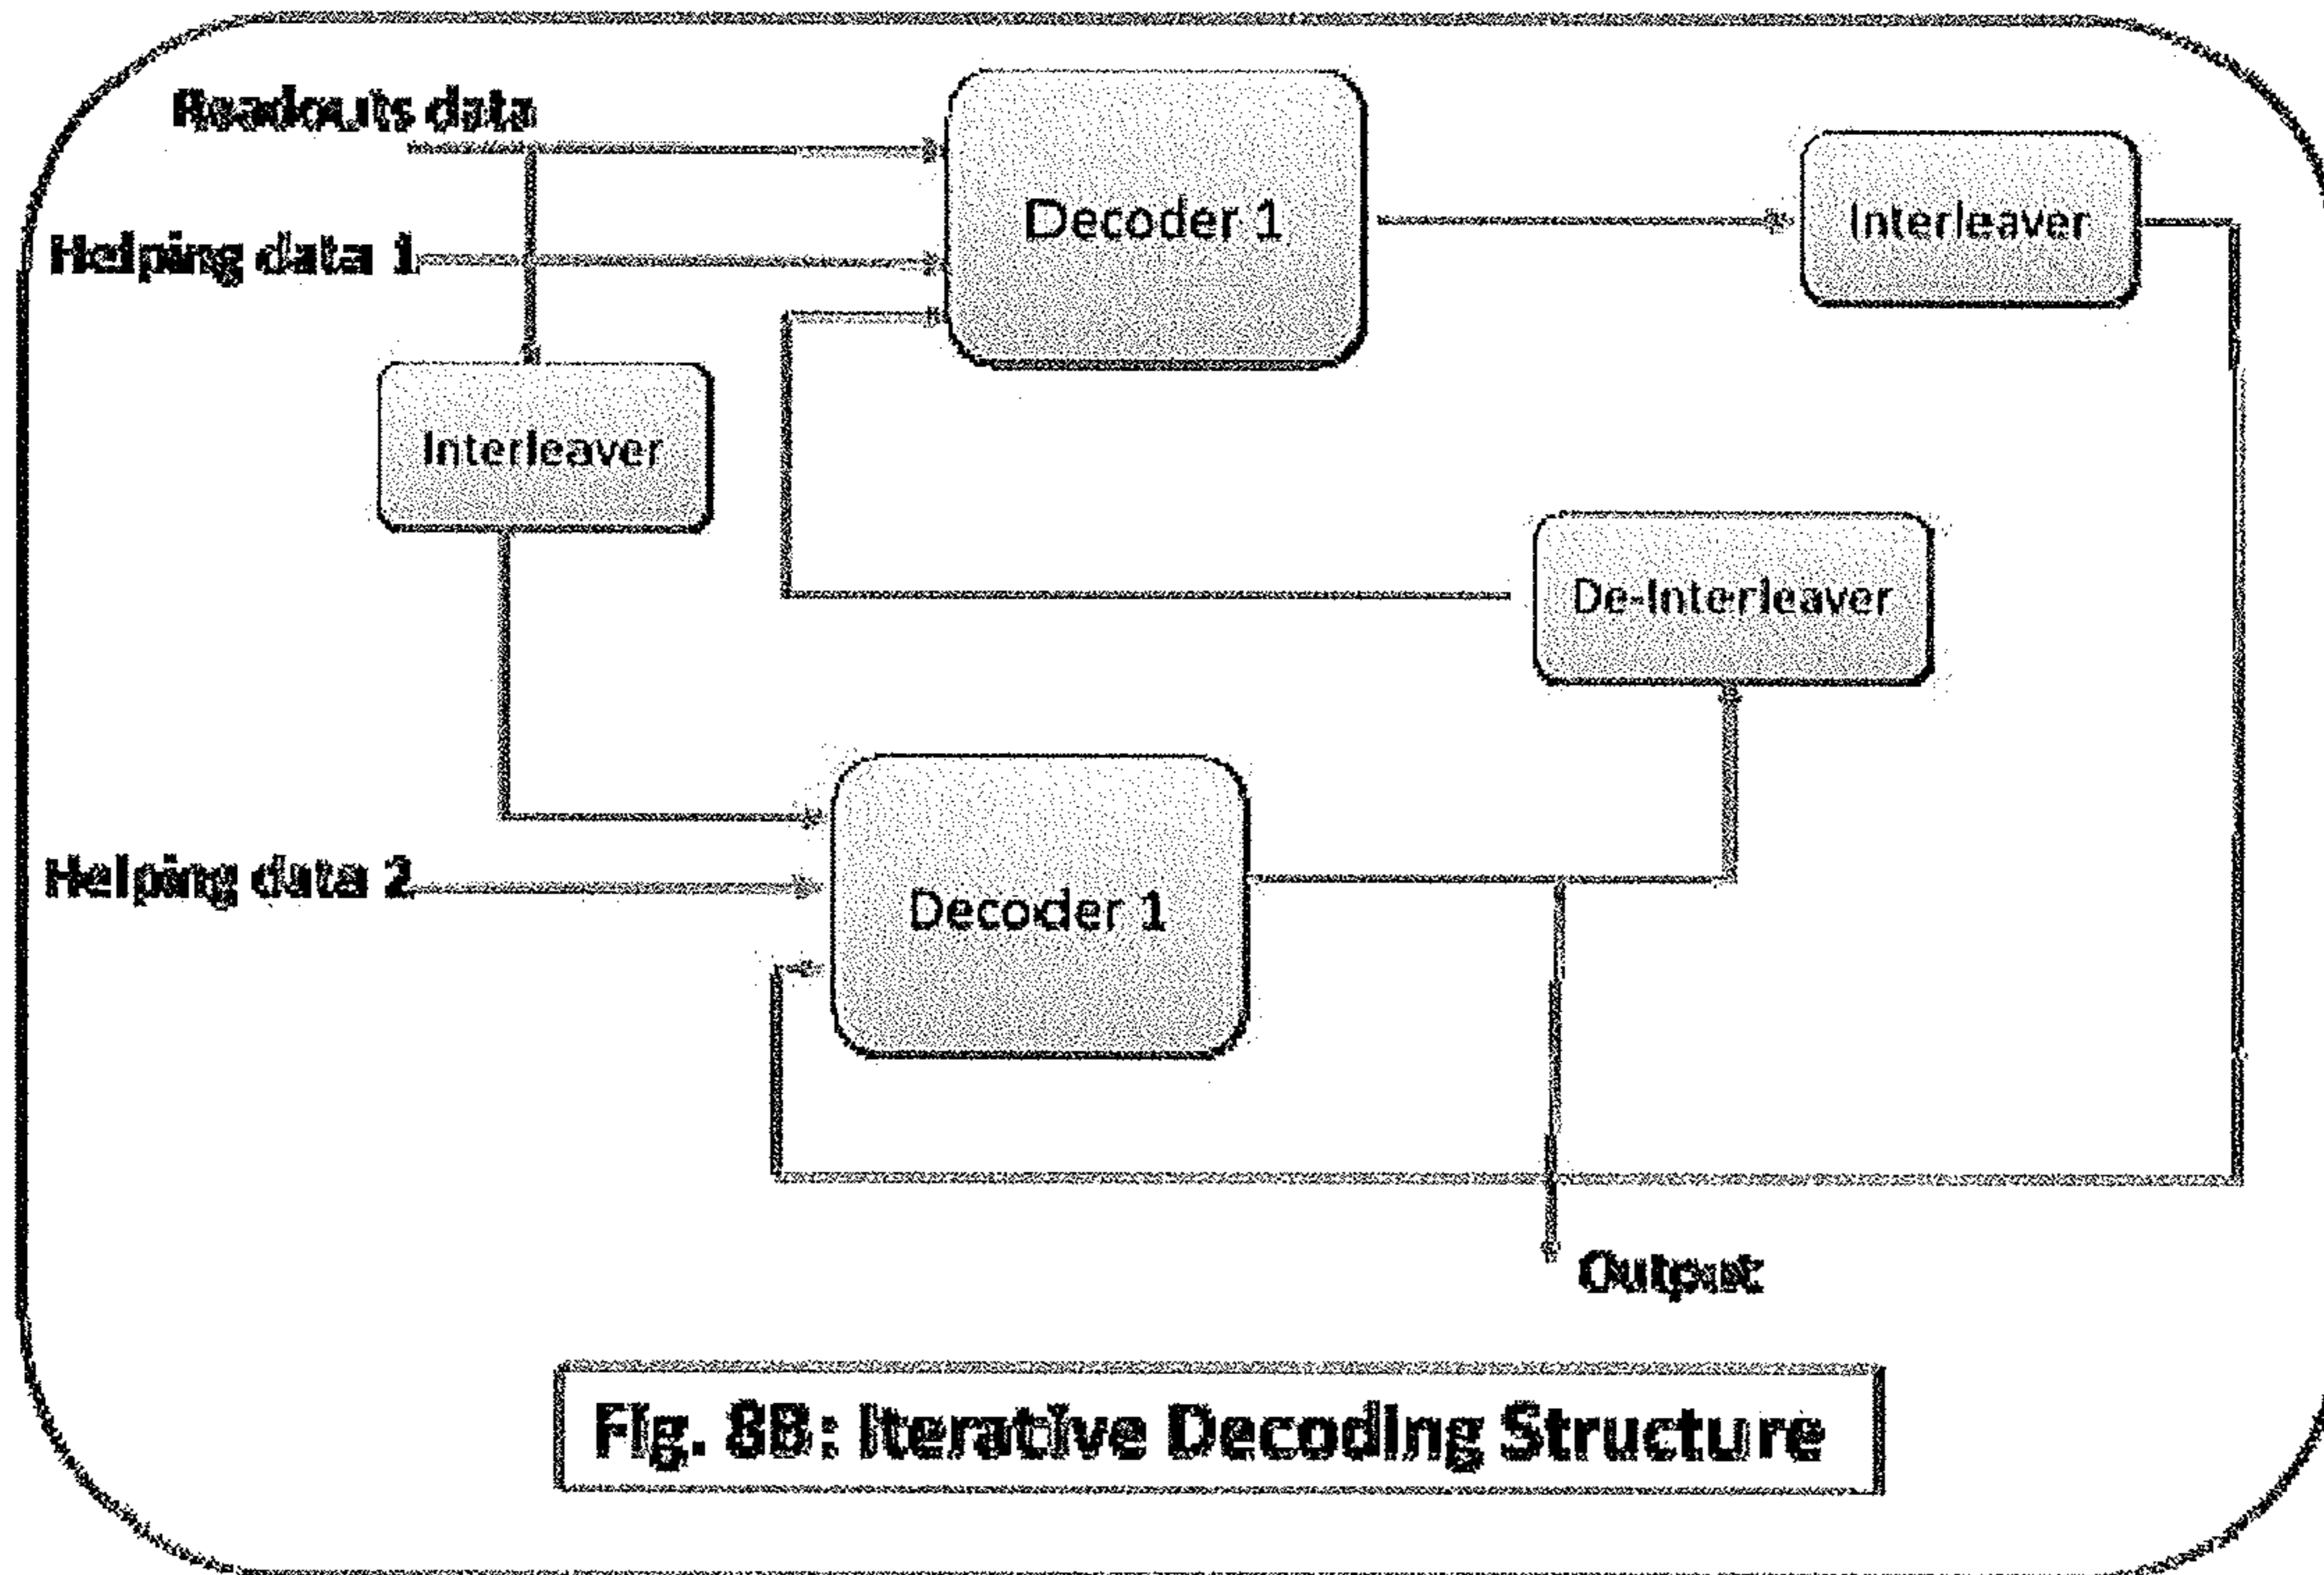 Readouts data
Decoder 1
Interleaver
Helping data 1
Interleaver
De-Interleaver
Helping data 2
Decoder 1
Output
Fig. 8B: Iterative Decoding Structure